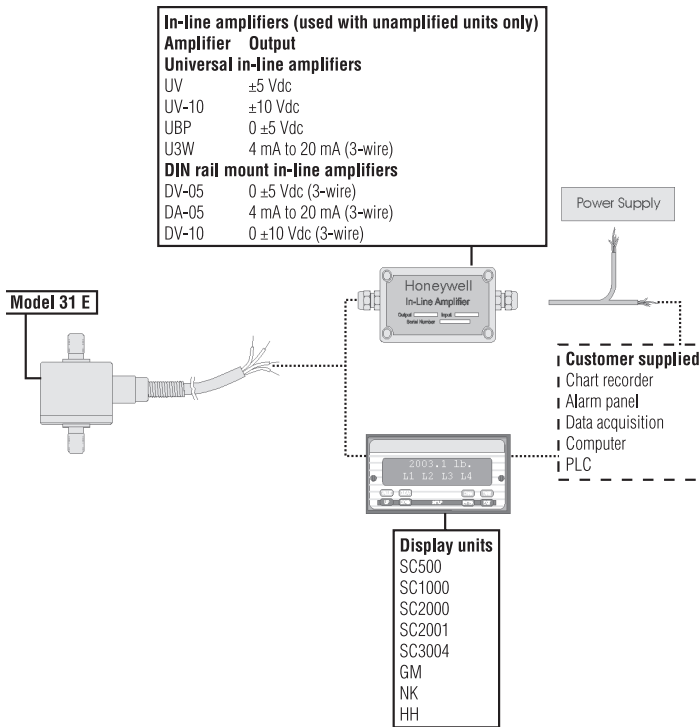 In-line amplifiers (used with unamplified units only)
Amplifier Output
Universal in-line amplifiers
UV ±5 Vdc
UV-10 ±10 Vdc
UBP 0 ±5 Vdc
U3W 4 mA to 20 mA (3-wire)
DIN rail mount in-line amplifiers
DV-05 0 ±5 Vdc (3-wire)
DA-05 4 mA to 20 mA (3-wire)
DV-10 0 ±10 Vdc (3-wire)
Power Supply
Model 31 E
Honeywell
In-Line Amplifier
Output Input
Serial Number
Customer supplied
Chart recorder
Alarm panel
Data acquisition
Computer
PLC
2003.1 lb.
L1 L2 L3 L4
Display units
SC500
SC1000
SC2000
SC2001
SC3004
GM
NK
HH